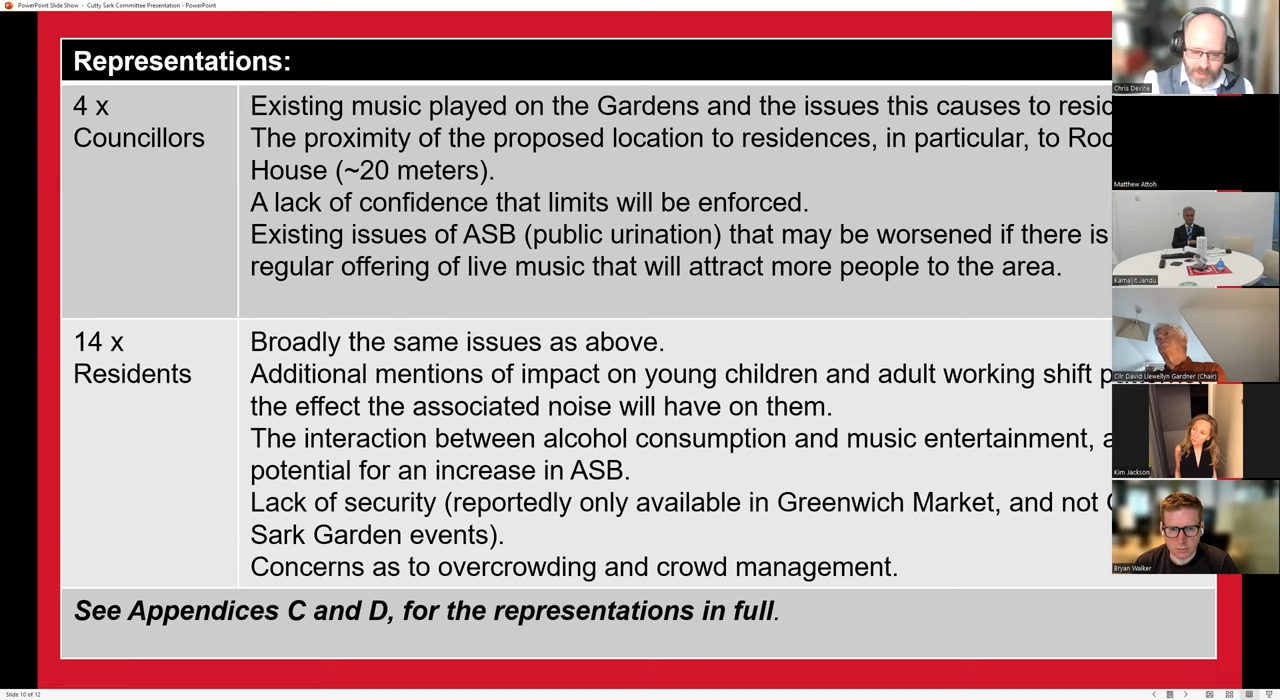 PowerPoint Slide Show - Cutty Sark Committee Presentation - PowerPoint
Representations:
4 x
Councillors
Existing music played on the Gardens and the issues this causes to
The proximity of the proposed location to residences, in particular, to
House (~20 meters).
A lack of confidence that limits will be enforced.
Existing issues of ASB (public urination) that may be worsened if there is
regular offering of live music that will attract more people to the area.
14 x
Residents
Broadly the same issues as above.
Additional mentions of impact on young children and adult working shift
the effect the associated noise will have on them.
The interaction between alcohol consumption and music entertainment,
potential for an increase in ASB.
Lack of security (reportedly only available in Greenwich Market, and not
Sark Garden events).
Concerns as to overcrowding and crowd management.
See Appendices C and D, for the representations in full.
Chris Devine
Matthew Attoh
Kamaljit Jandu
Cllr David Llewellyn Gardner (Chair)
Kim Jackson
Bryan Walker
Slide 10 of 12